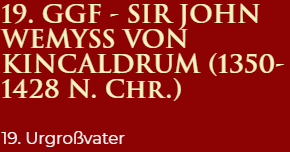 19. GGF - SIR JOHN
WEMYSS VON
KINCALDRUM (1350-
1428 N. CHR.)
19. Urgroßvater